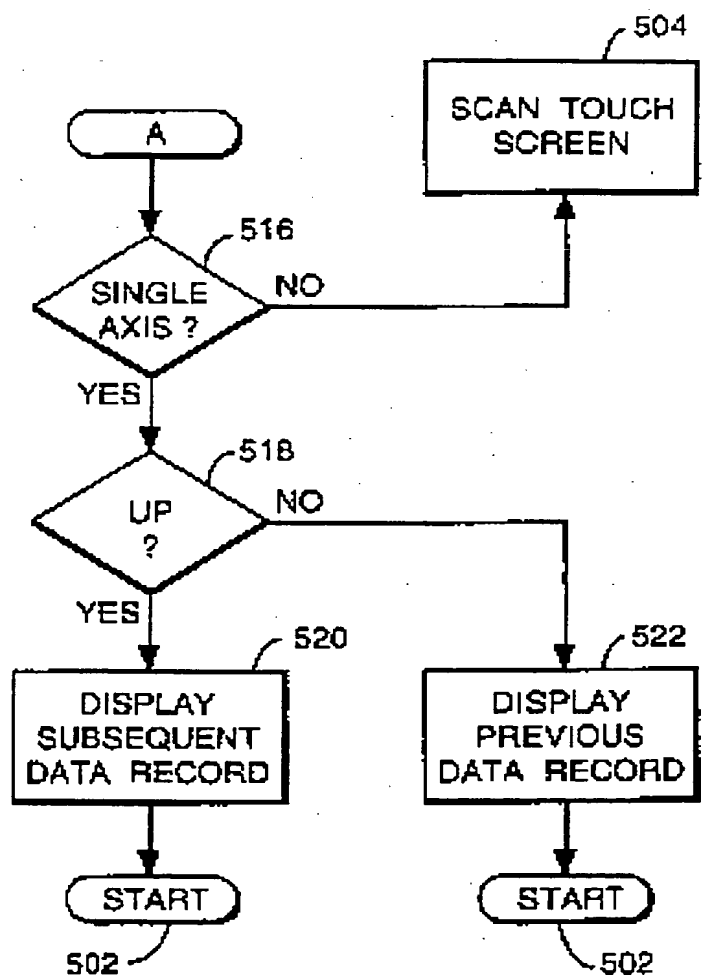 504
SCAN TOUCH
SCREEN
A
516
SINGLE
AXIS ?
NO
YES
518
UP
?
NO
YES
520
DISPLAY
SUBSEQUENT
DATA RECORD
522
DISPLAY
PREVIOUS
DATA RECORD
START
502
START
502